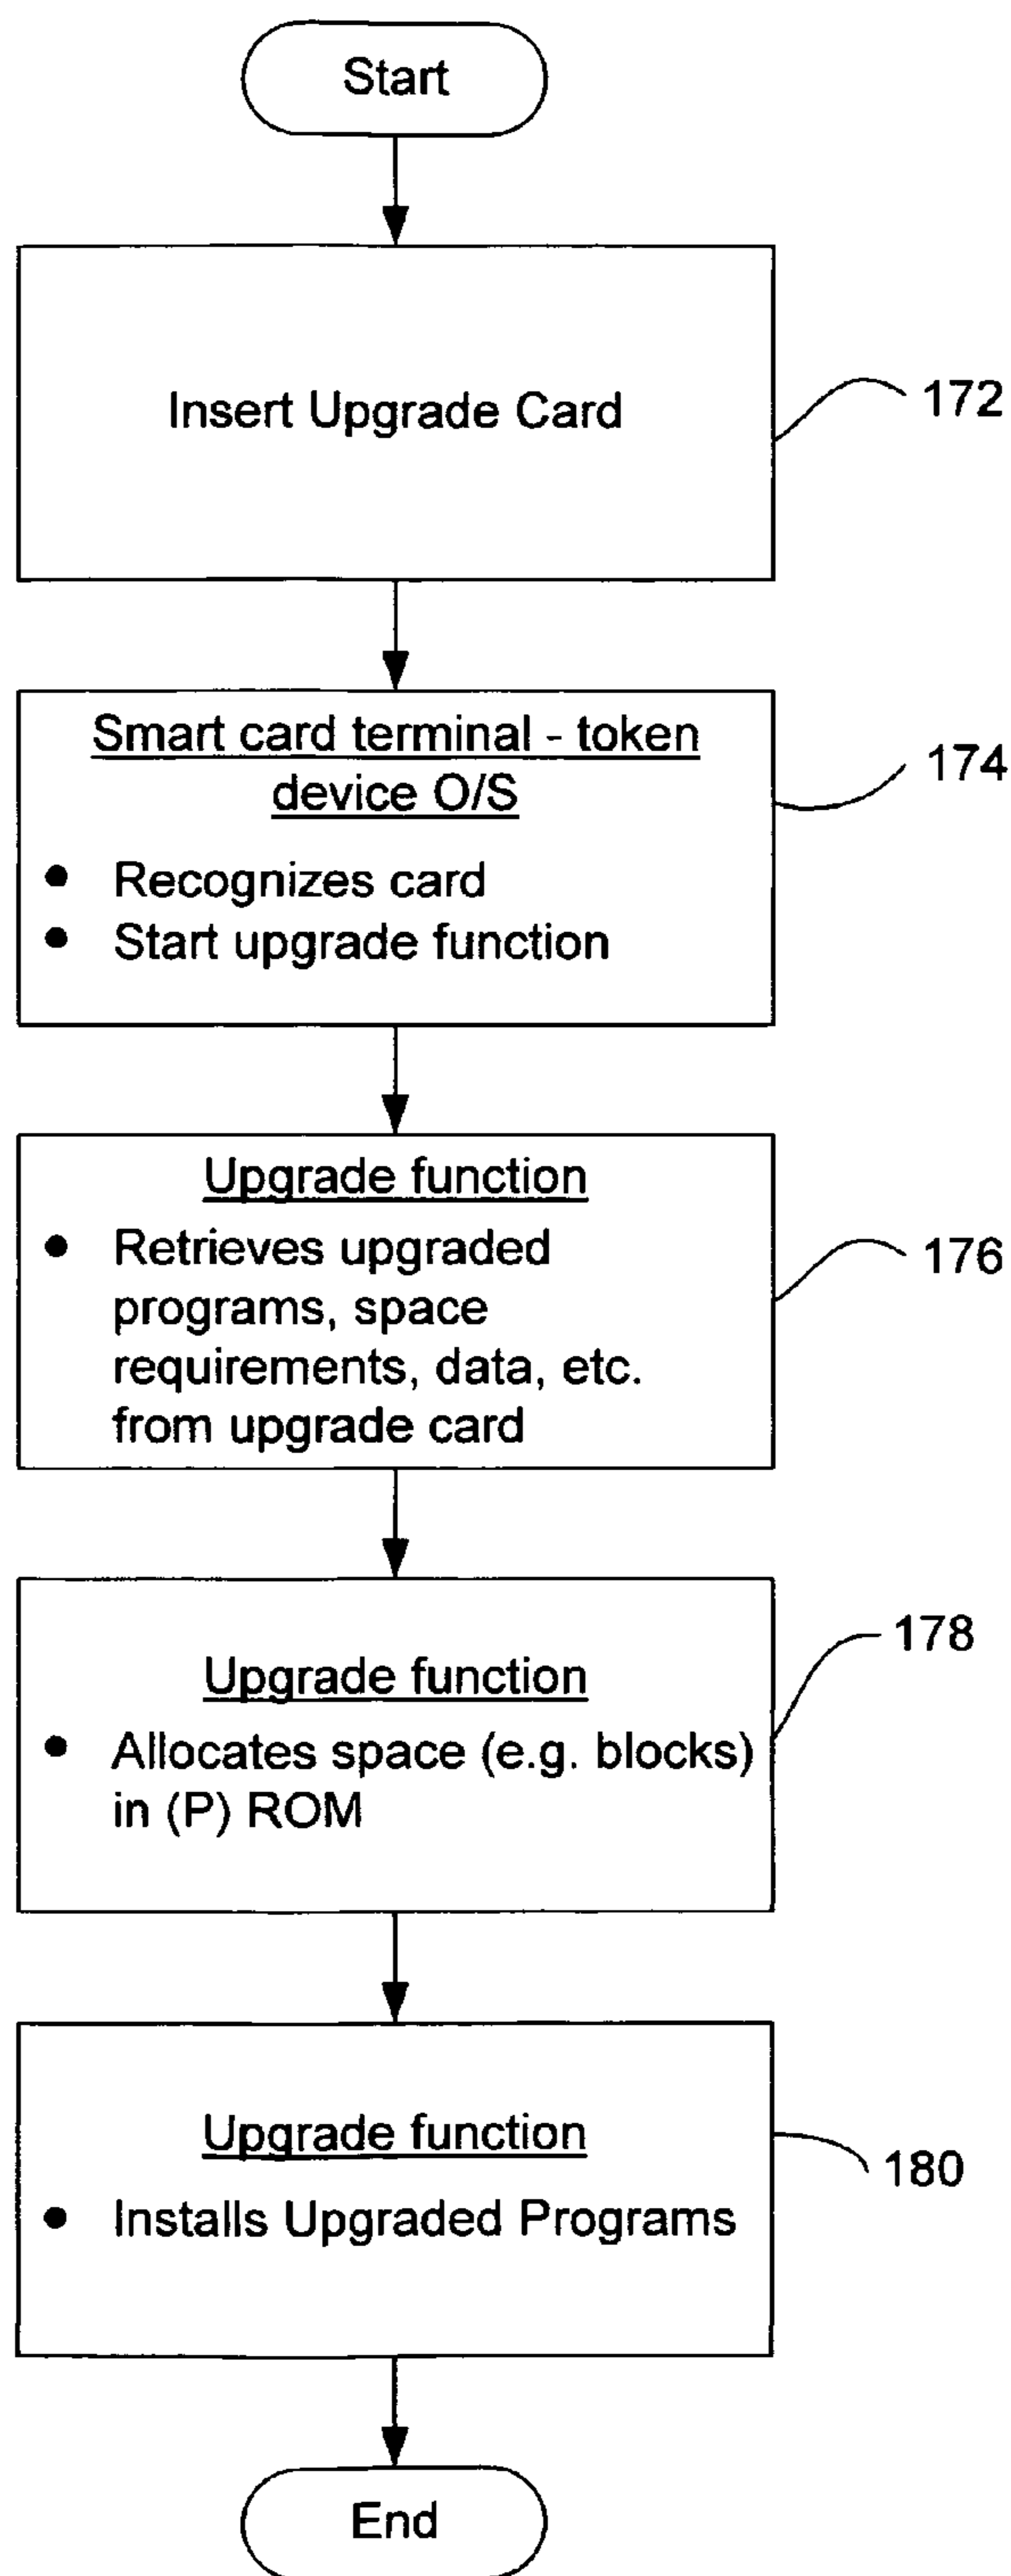 Start
Insert Upgrade Card
172
Smart card terminal - token
device O/S
● Recognizes card
● Start upgrade function
174
Upgrade function
● Retrieves upgraded
programs, space
requirements, data, etc.
from upgrade card
176
Upgrade function
● Allocates space (e.g. blocks)
in (P) ROM
178
Upgrade function
● Installs Upgraded Programs
180
End